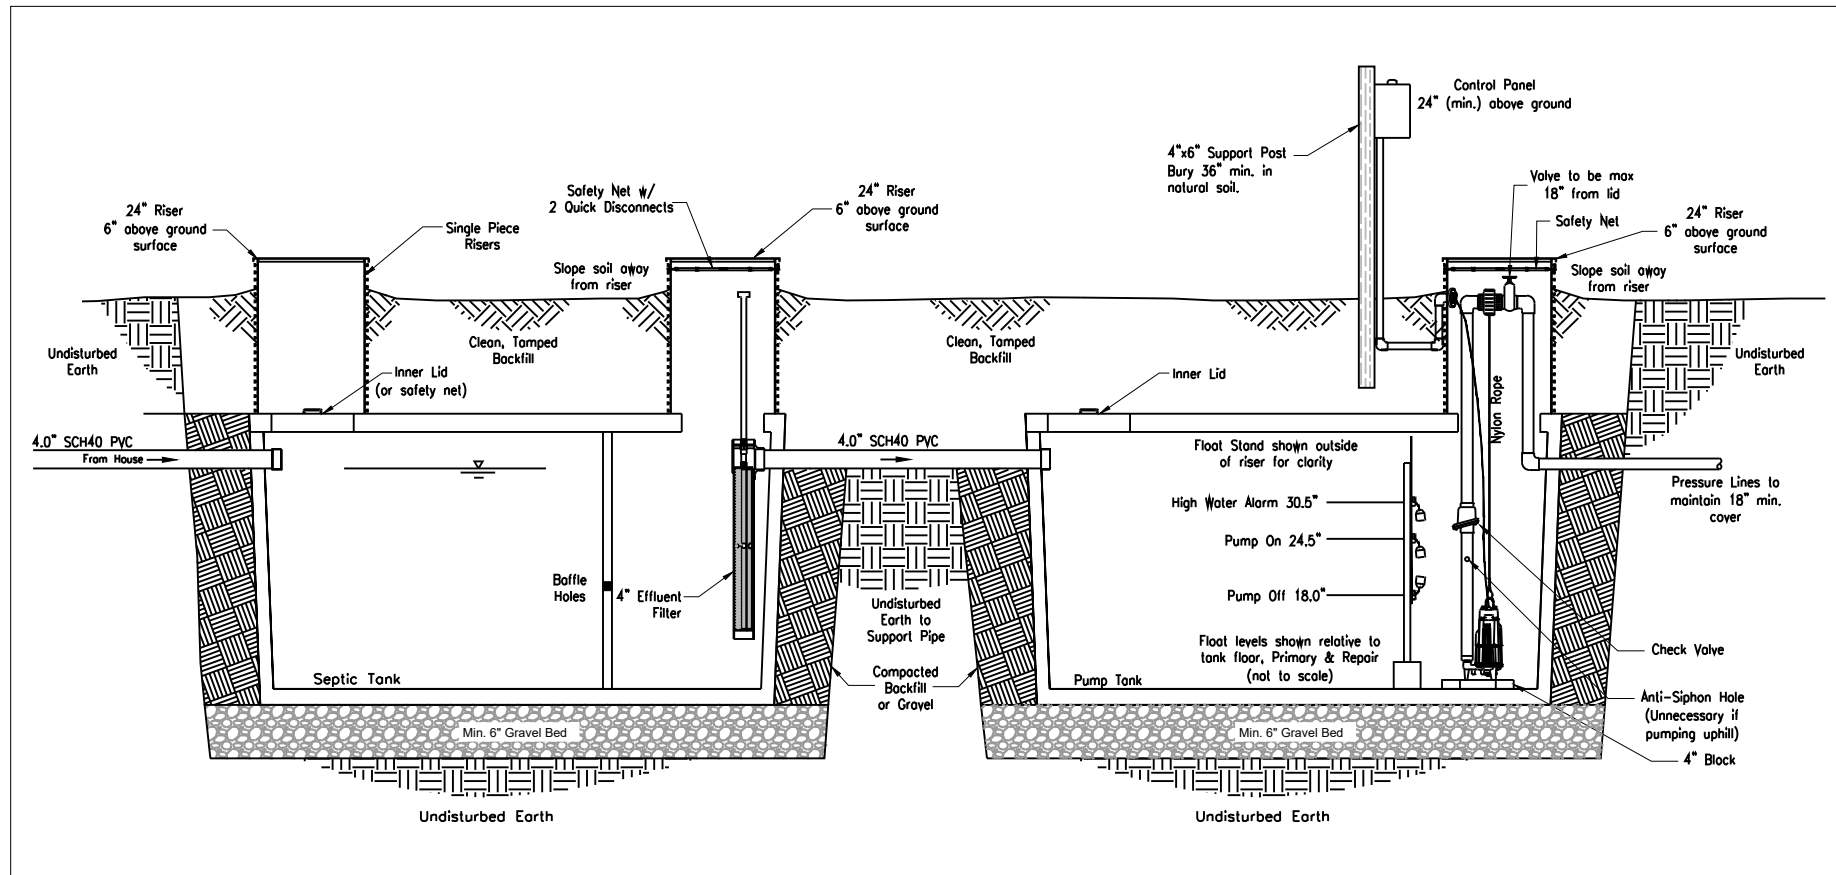 Control Panel
24" (min.) above ground
4"x6" Support Post
Bury 36" min. in
natural soil.
Valve to be max
18" from lid
Safety Net
24" Riser
6" above ground
surface
Slope soil away
from riser
24" Riser
6" above ground
surface
Single Piece
Risers
Safety Net w/
2 Quick Disconnects
24" Riser
6" above ground
surface
Slope soil away
from riser
Undisturbed
Earth
Clean, Tamped
Backfill
Clean, Tamped
Backfill
Undisturbed
Earth
Inner Lid
(or safety net)
Inner Lid
Nylon Rope
4.0" SCH40 PVC
From House
4.0" SCH40 PVC
Float Stand shown outside
of riser for clarity
High Water Alarm 30.5"
Pump On 24.5"
Pump Off 18.0"
Float levels shown relative to
tank floor, Primary & Repair
(not to scale)
Pressure Lines to
maintain 18" min.
cover
Baffle
Holes
4" Effluent
Filter
Undisturbed
Earth to
Support Pipe
Compacted
Backfill
or Gravel
Check Valve
Anti-Siphon Hole
(Unnecessary if
pumping uphill)
4" Block
Septic Tank
Pump Tank
Min. 6" Gravel Bed
Min. 6" Gravel Bed
Undisturbed Earth
Undisturbed Earth